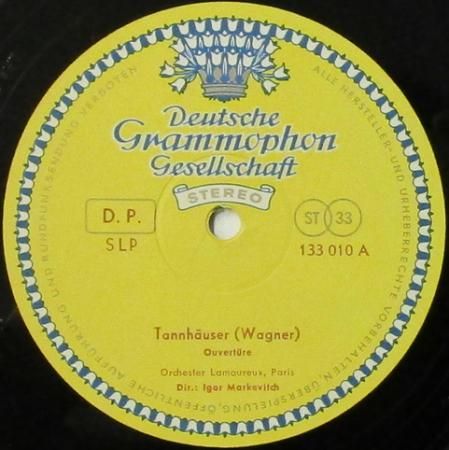 Deutsche
Grammophon
Gesellschaft
STEREO
D. P.
SLP
ST 33
133 010 A
Tannhäuser (Wagner)
Ouvertüre
Orchester Lamoureux, Paris
Dir.: Igor Markevitch
ALLE HERSTELLER- UND URHEBERRECHTE VORBEHALTEN, ÜBERSPIELUNG, ÖFFENTLICHE AUFFÜHRUNG UND RUNDFUNKSENDUNG VERBOTEN